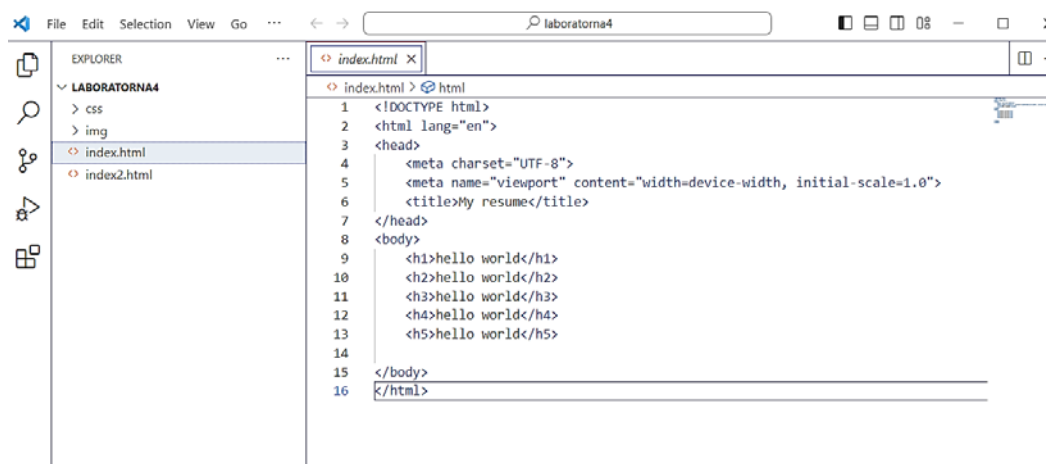 File Edit Selection View Go ···
laboratorna4
EXPLORER ···
LABORATORNA4
css
img
index.html
index2.html
index.html
index.html > html
1 <!DOCTYPE html>
2 <html lang="en">
3 <head>
4 <meta charset="UTF-8">
5 <meta name="viewport" content="width=device-width, initial-scale=1.0">
6 <title>My resume</title>
7 </head>
8 <body>
9 <h1>hello world</h1>
10 <h2>hello world</h2>
11 <h3>hello world</h3>
12 <h4>hello world</h4>
13 <h5>hello world</h5>
14
15 </body>
16 </html>